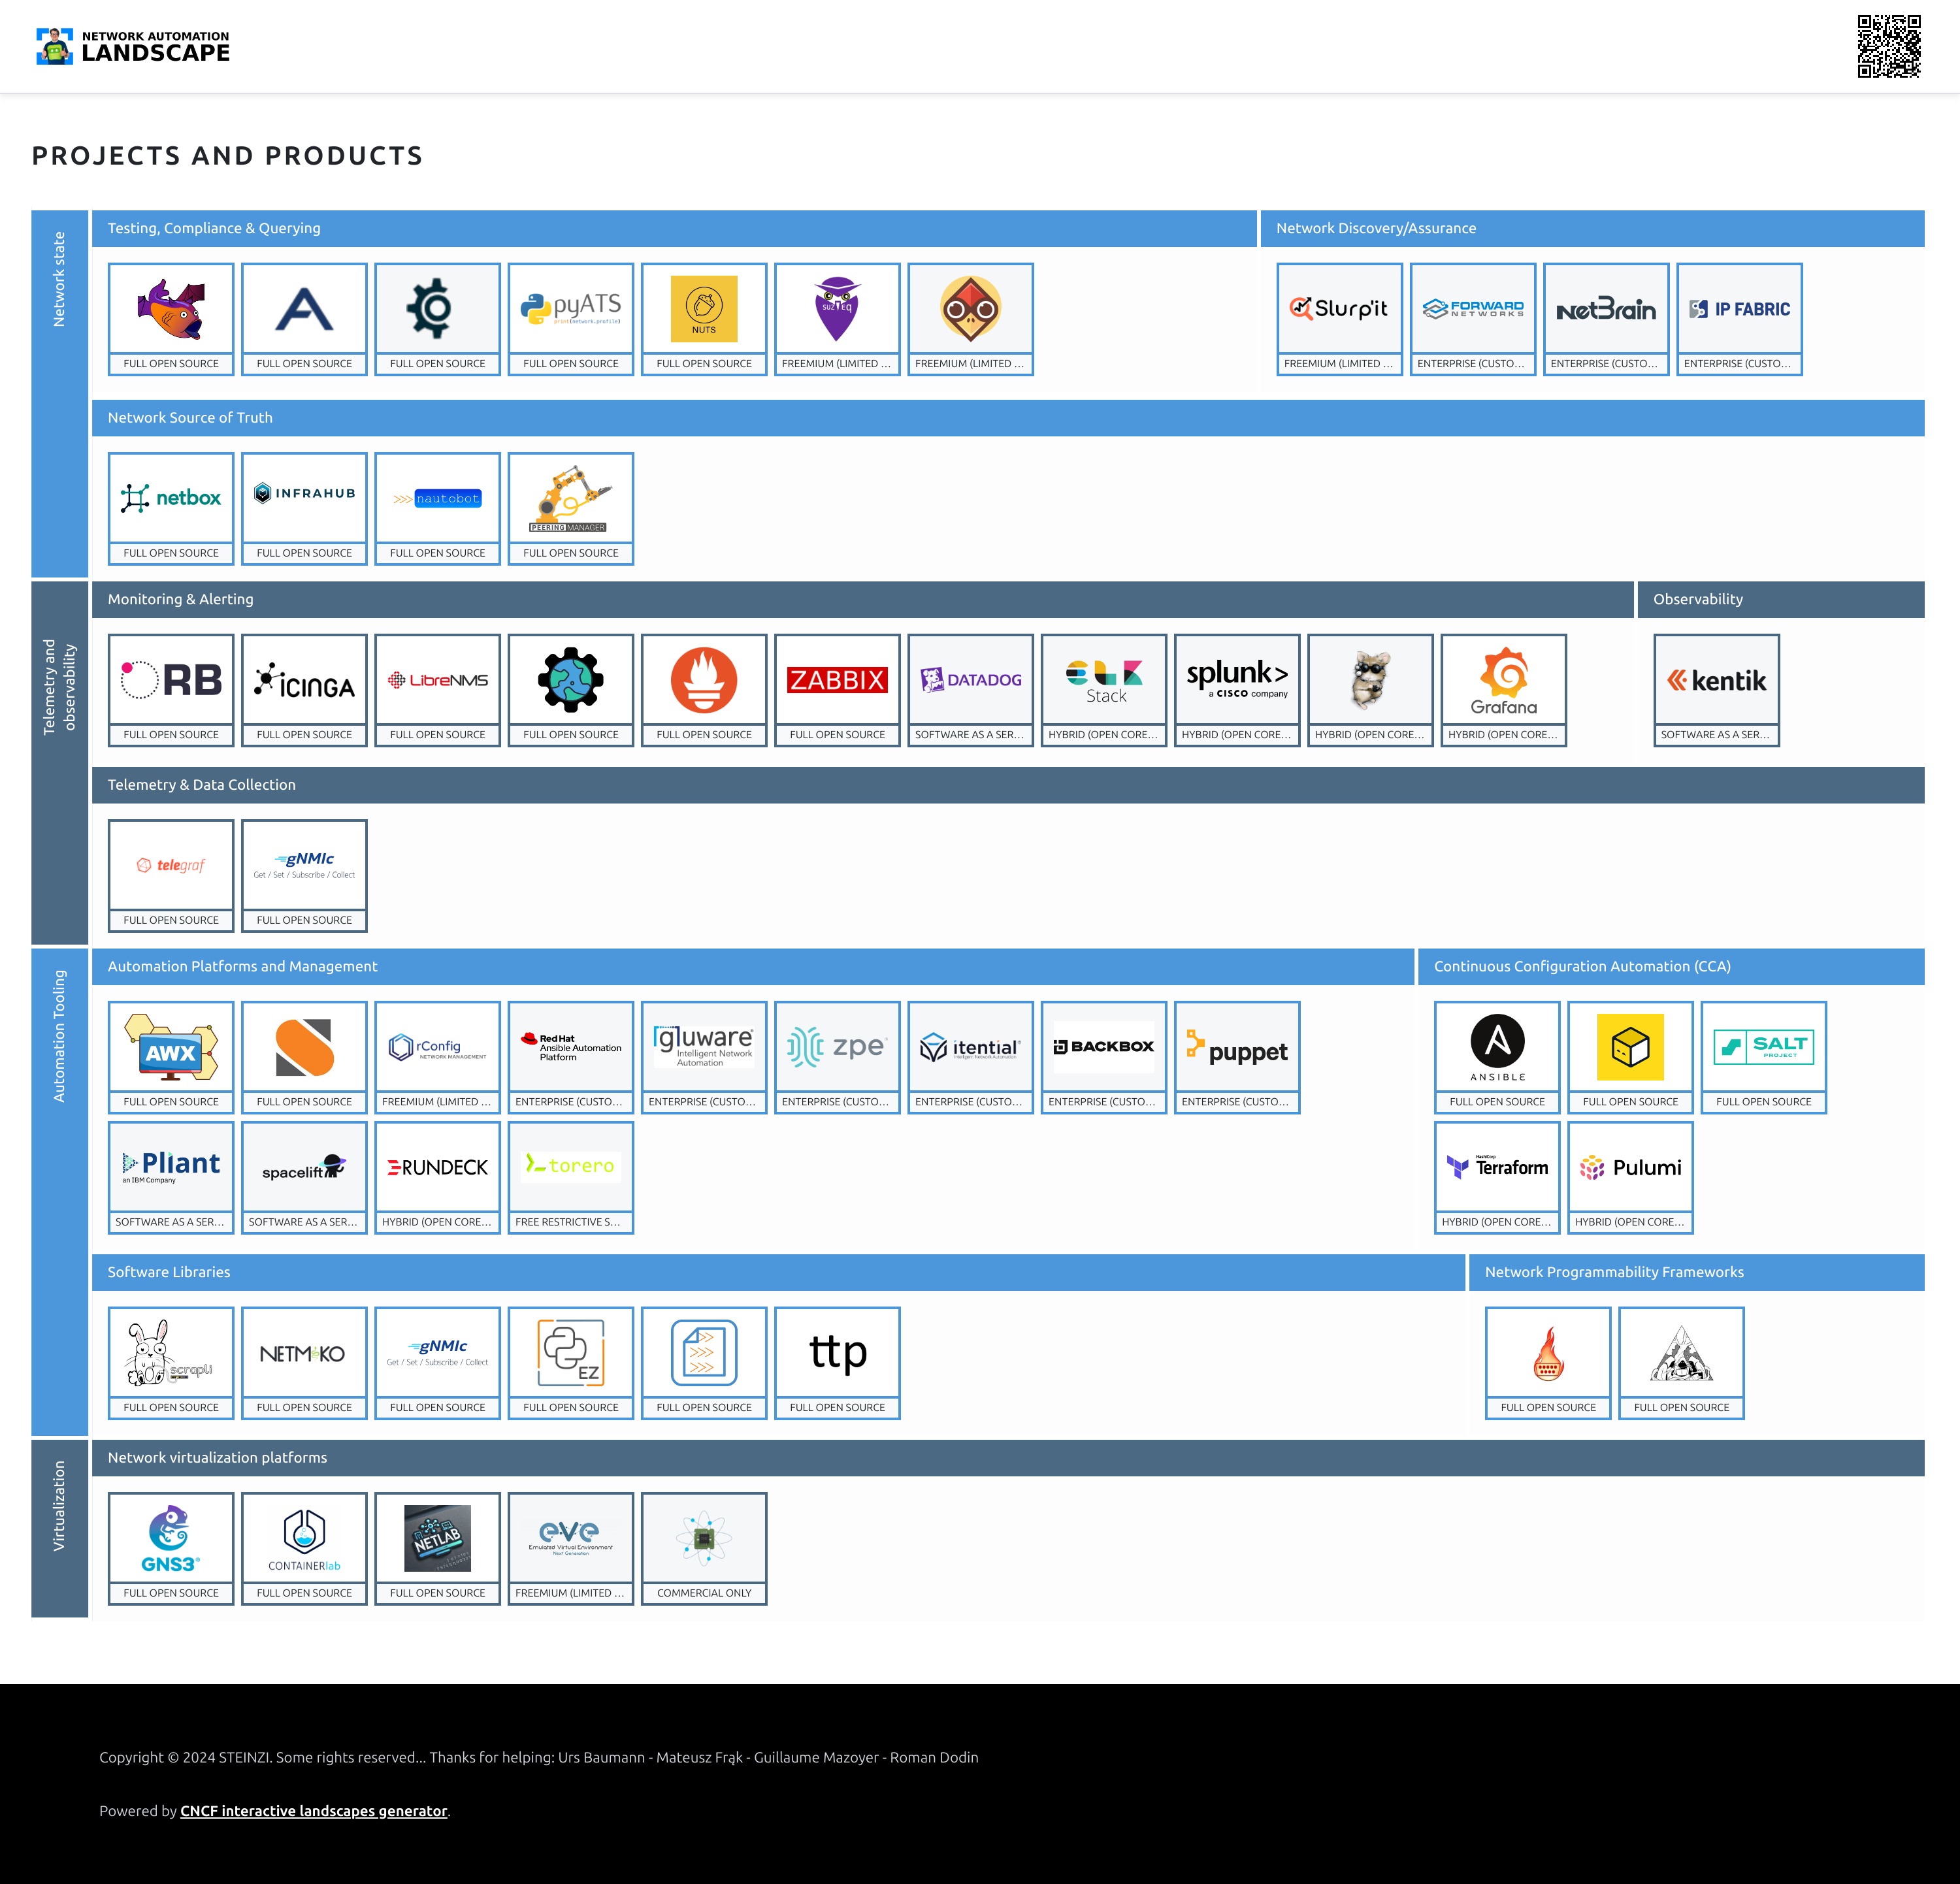 NETWORK AUTOMATION
LANDSCAPE
PROJECTS AND PRODUCTS
Network state
Testing, Compliance & Querying
FULL OPEN SOURCE
FULL OPEN SOURCE
FULL OPEN SOURCE
pyATS
print(network.profile)
FULL OPEN SOURCE
NUTS
FULL OPEN SOURCE
SUZ Eq
FREEMIUM (LIMITED ...
FREEMIUM (LIMITED ...
Network Discovery/Assurance
Slurp'it
FREEMIUM (LIMITED ...
FORWARD
NETWORKS
ENTERPRISE (CUSTO...
netBrain
ENTERPRISE (CUSTO...
IP FABRIC
ENTERPRISE (CUSTO...
Network Source of Truth
netbox
FULL OPEN SOURCE
INFRAHUB
FULL OPEN SOURCE
>>> nautobot
FULL OPEN SOURCE
PEERING MANAGER
FULL OPEN SOURCE
Telemetry and
observability
Monitoring & Alerting
RB
FULL OPEN SOURCE
ICINGA
FULL OPEN SOURCE
LibreNMS
FULL OPEN SOURCE
FULL OPEN SOURCE
FULL OPEN SOURCE
ZABBIX
FULL OPEN SOURCE
DATADOG
SOFTWARE AS A SER...
ELK
Stack
HYBRID (OPEN CORE...
splunk>
a CISCO company
HYBRID (OPEN CORE...
HYBRID (OPEN CORE...
Grafana
HYBRID (OPEN CORE...
Observability
kentik
SOFTWARE AS A SER...
Telemetry & Data Collection
telegraf
FULL OPEN SOURCE
gNMIc
Get / Set / Subscribe / Collect
FULL OPEN SOURCE
Automation Tooling
Automation Platforms and Management
AWX
FULL OPEN SOURCE
FULL OPEN SOURCE
rConfig
NETWORK MANAGEMENT
FREEMIUM (LIMITED ...
Red Hat
Ansible Automation
Platform
ENTERPRISE (CUSTO...
gluware®
Intelligent Network
Automation
ENTERPRISE (CUSTO...
zpe®
ENTERPRISE (CUSTO...
itential®
Intelligent Network Automation
ENTERPRISE (CUSTO...
BACKBOX
ENTERPRISE (CUSTO...
puppet
ENTERPRISE (CUSTO...
Pliant
an IBM Company
SOFTWARE AS A SER...
spacelift
SOFTWARE AS A SER...
RUNDECK
HYBRID (OPEN CORE...
torero
FREE RESTRICTIVE S...
Continuous Configuration Automation (CCA)
ANSIBLE
FULL OPEN SOURCE
FULL OPEN SOURCE
SALT
PROJECT
FULL OPEN SOURCE
HashiCorp
Terraform
HYBRID (OPEN CORE...
Pulumi
HYBRID (OPEN CORE...
Software Libraries
scrapli
FULL OPEN SOURCE
NETMIKO
FULL OPEN SOURCE
gNMIc
Get / Set / Subscribe / Collect
FULL OPEN SOURCE
EZ
FULL OPEN SOURCE
>>>
>>>
>>>
FULL OPEN SOURCE
ttp
FULL OPEN SOURCE
Network Programmability Frameworks
FULL OPEN SOURCE
FULL OPEN SOURCE
Virtualization
Network virtualization platforms
GNS3®
FULL OPEN SOURCE
CONTAINERlab
FULL OPEN SOURCE
NETLAB
FULL OPEN SOURCE
eve
Emulated Virtual Environment
Next Generation
FREEMIUM (LIMITED ...
COMMERCIAL ONLY
Copyright © 2024 STEINZI. Some rights reserved... Thanks for helping: Urs Baumann - Mateusz Frąk - Guillaume Mazoyer - Roman Dodin
Powered by CNCF interactive landscapes generator.